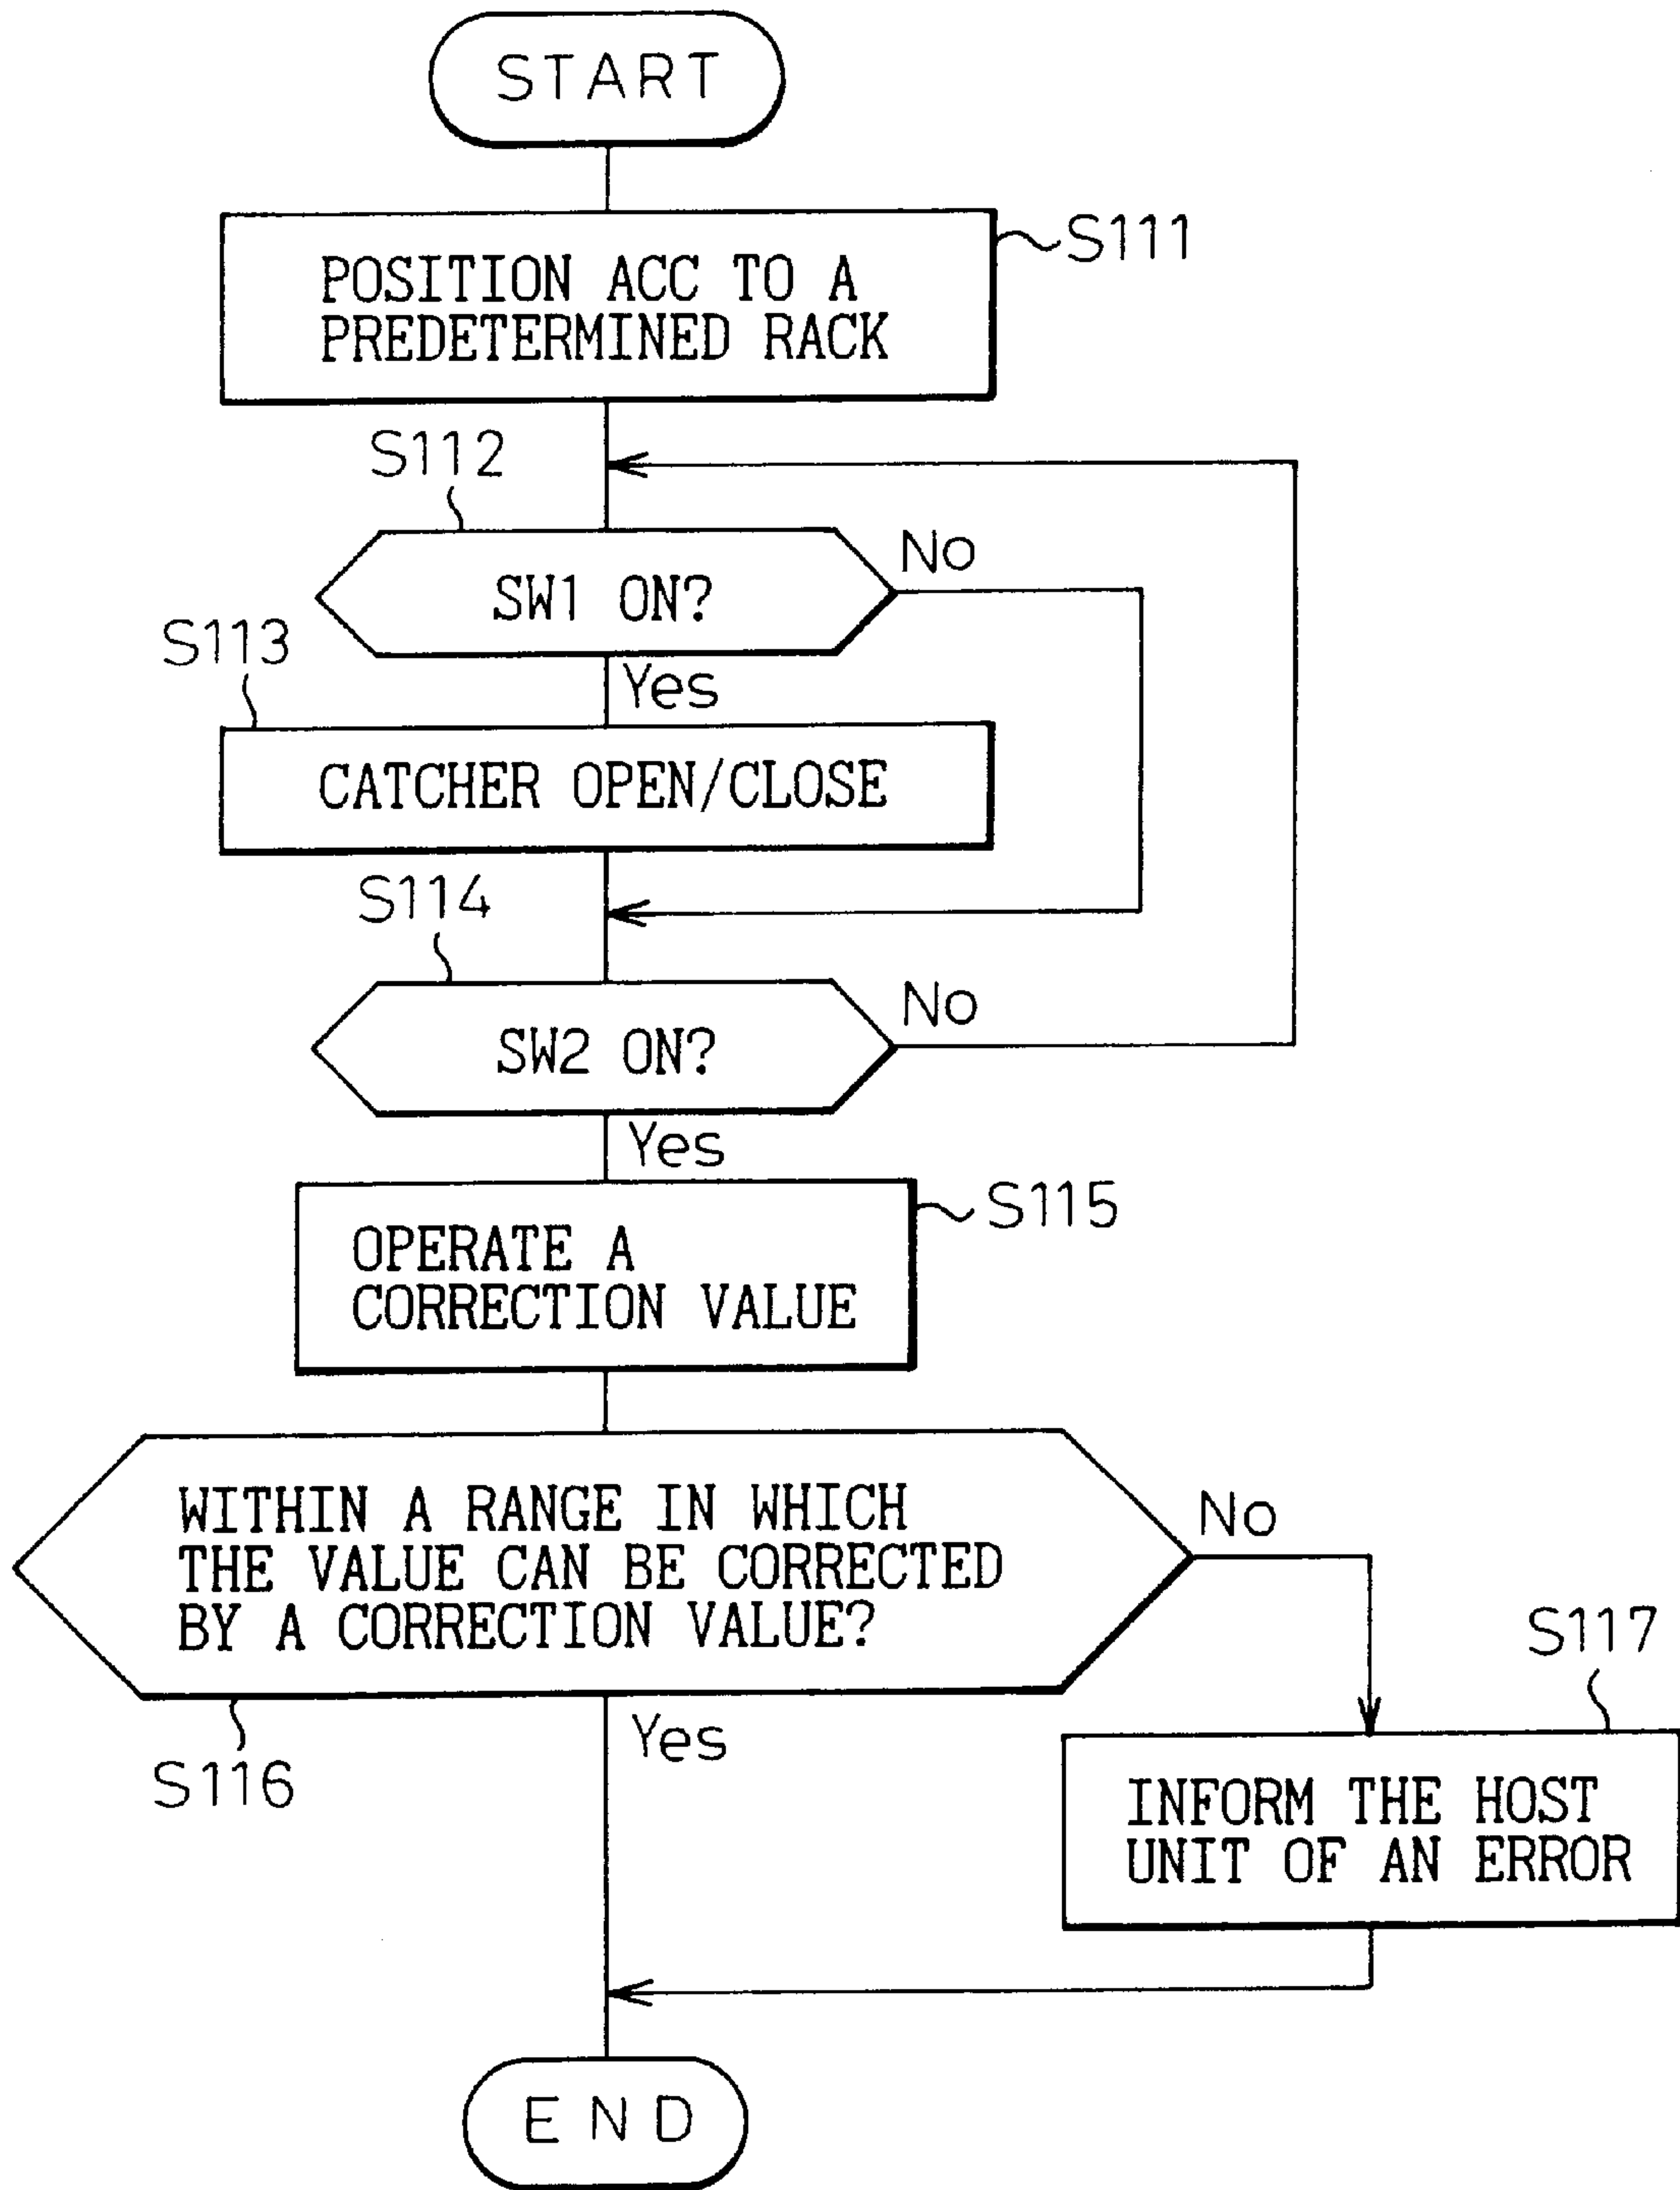 START
S111
POSITION ACC TO A
PREDETERMINED RACK
S112
No
SW1 ON?
S113
Yes
CATCHER OPEN/CLOSE
S114
No
SW2 ON?
Yes
S115
OPERATE A
CORRECTION VALUE
WITHIN A RANGE IN WHICH
THE VALUE CAN BE CORRECTED
BY A CORRECTION VALUE?
No
S117
Yes
S116
INFORM THE HOST
UNIT OF AN ERROR
END